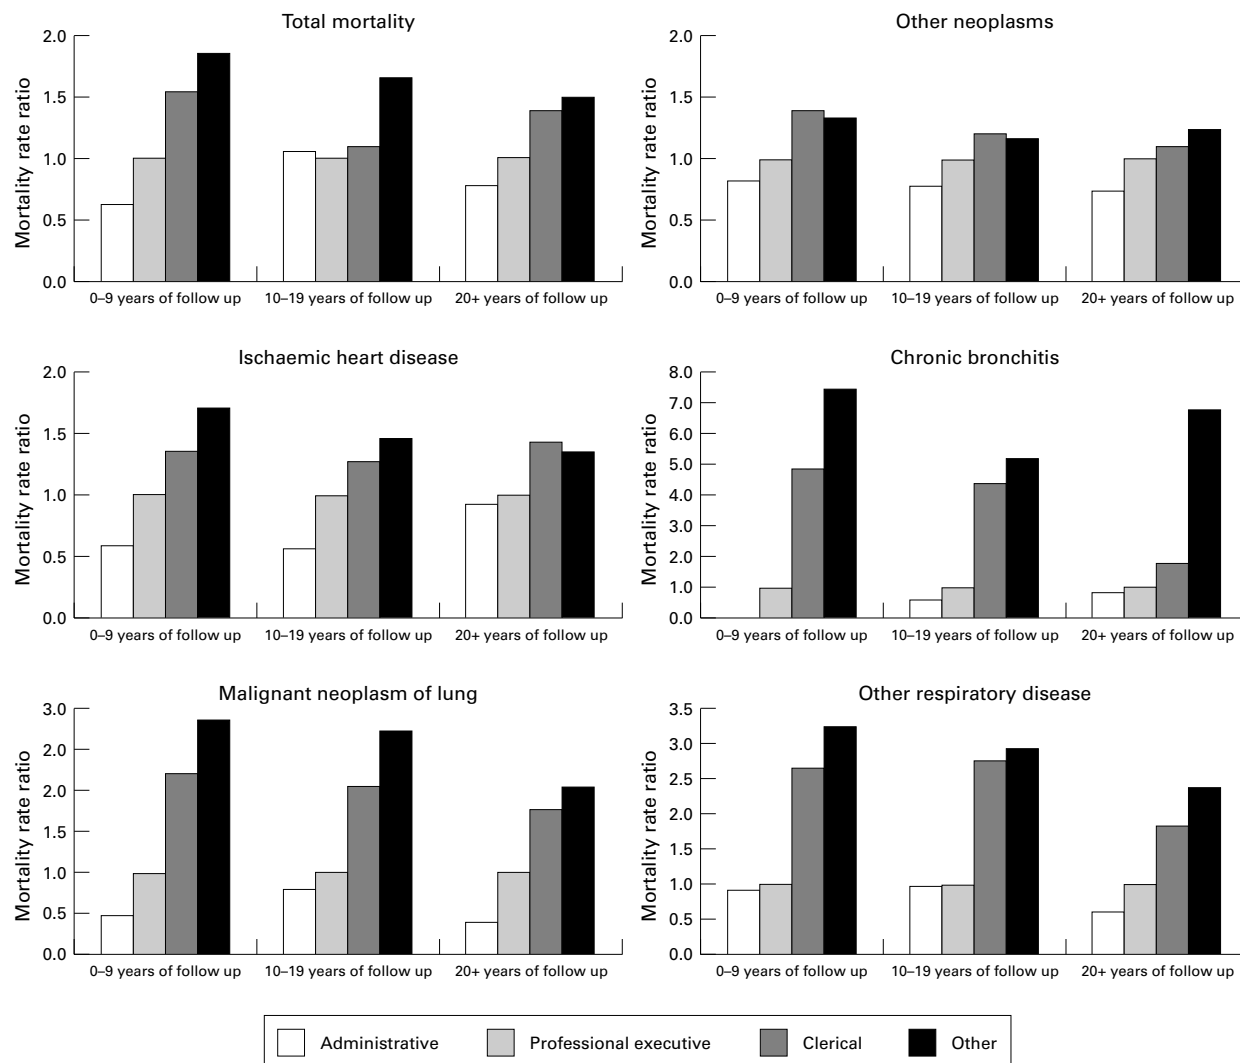 Total mortality
Mortality rate ratio
2.0
1.5
1.0
0.5
0.0
0–9 years of follow up 10–19 years of follow up 20+ years of follow up
Other neoplasms
Mortality rate ratio
2.0
1.5
1.0
0.5
0.0
0–9 years of follow up 10–19 years of follow up 20+ years of follow up
Ischaemic heart disease
Mortality rate ratio
2.0
1.5
1.0
0.5
0.0
0–9 years of follow up 10–19 years of follow up 20+ years of follow up
Chronic bronchitis
Mortality rate ratio
8.0
7.0
6.0
5.0
4.0
3.0
2.0
1.0
0.0
0–9 years of follow up 10–19 years of follow up 20+ years of follow up
Malignant neoplasm of lung
Mortality rate ratio
3.0
2.0
2.0
1.5
1.0
0.5
0.0
0–9 years of follow up 10–19 years of follow up 20+ years of follow up
Other respiratory disease
Mortality rate ratio
3.5
3.0
2.5
2.0
1.5
1.0
0.5
0.0
0–9 years of follow up 10–19 years of follow up 20+ years of follow up
Administrative Professional executive Clerical Other